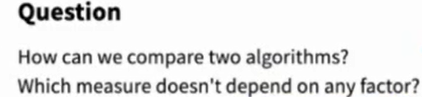 Question
How can we compare two algorithms?
Which measure doesn't depend on any factor?